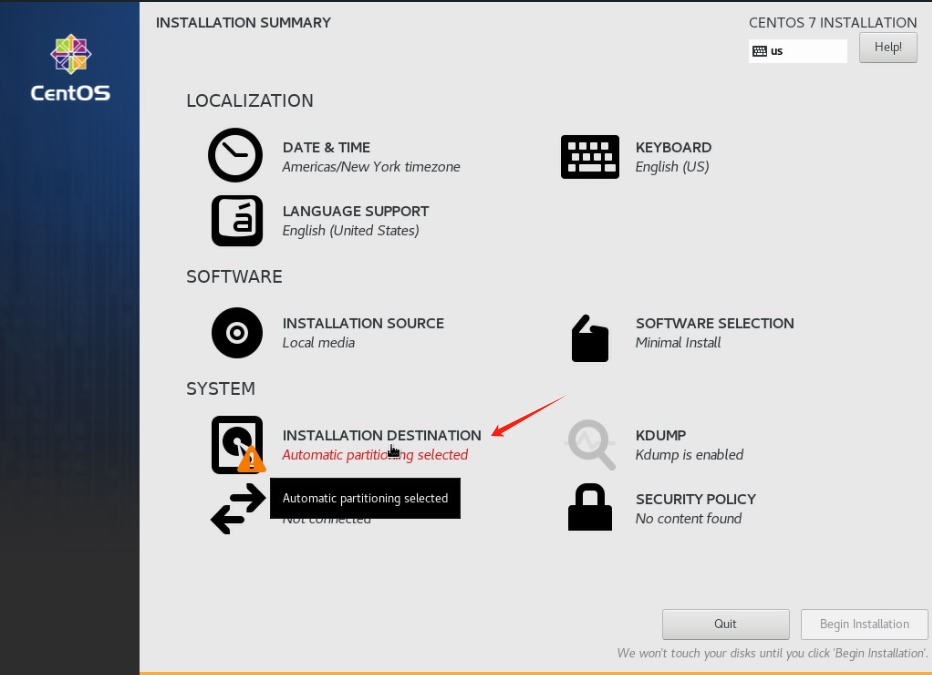 INSTALLATION SUMMARY
CENTOS 7 INSTALLATION
us
Help!
CentOS
LOCALIZATION
DATE & TIME
Americas/New York timezone
KEYBOARD
English (US)
LANGUAGE SUPPORT
English (United States)
SOFTWARE
INSTALLATION SOURCE
Local media
SOFTWARE SELECTION
Minimal Install
SYSTEM
INSTALLATION DESTINATION
Automatic partitioning selected
KDUMP
Kdump is enabled
Automatic partitioning selected
Not connected
SECURITY POLICY
No content found
Quit
Begin Installation
We won't touch your disks until you click 'Begin Installation'.